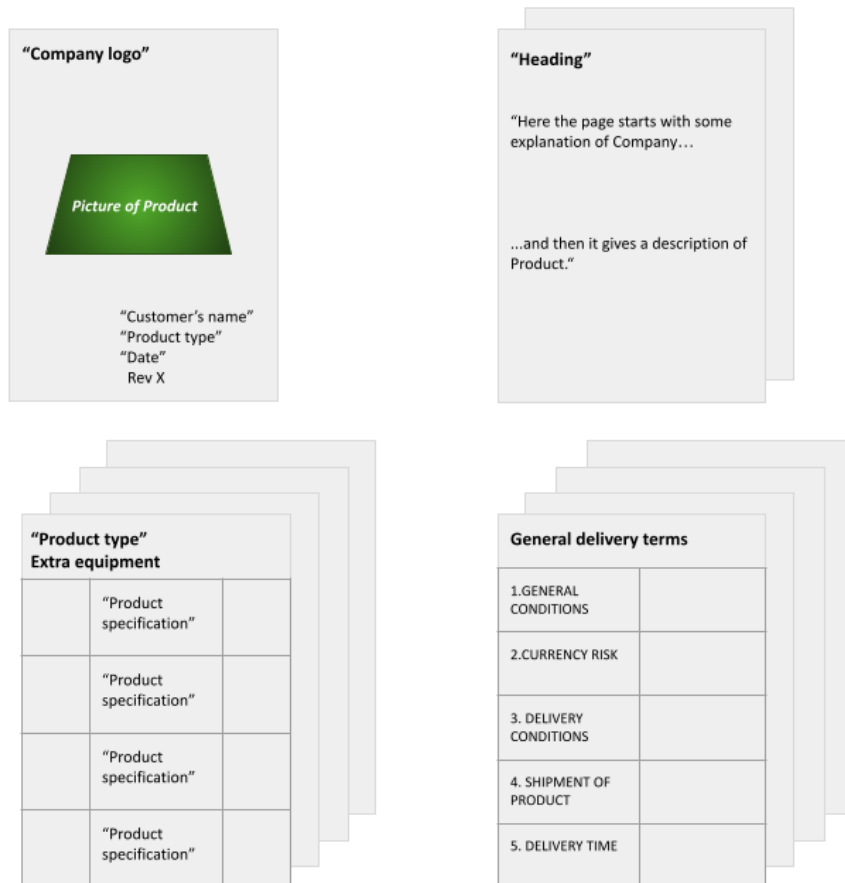 “Company logo”
Picture of Product
“Customer’s name”
“Product type”
“Date”
Rev X
“Heading”
“Here the page starts with some
explanation of Company…
...and then it gives a description of
Product.“
“Product type”
Extra equipment
“Product
specification”
“Product
specification”
“Product
specification”
“Product
specification”
General delivery terms
1.GENERAL
CONDITIONS
2.CURRENCY RISK
3. DELIVERY
CONDITIONS
4. SHIPMENT OF
PRODUCT
5. DELIVERY TIME